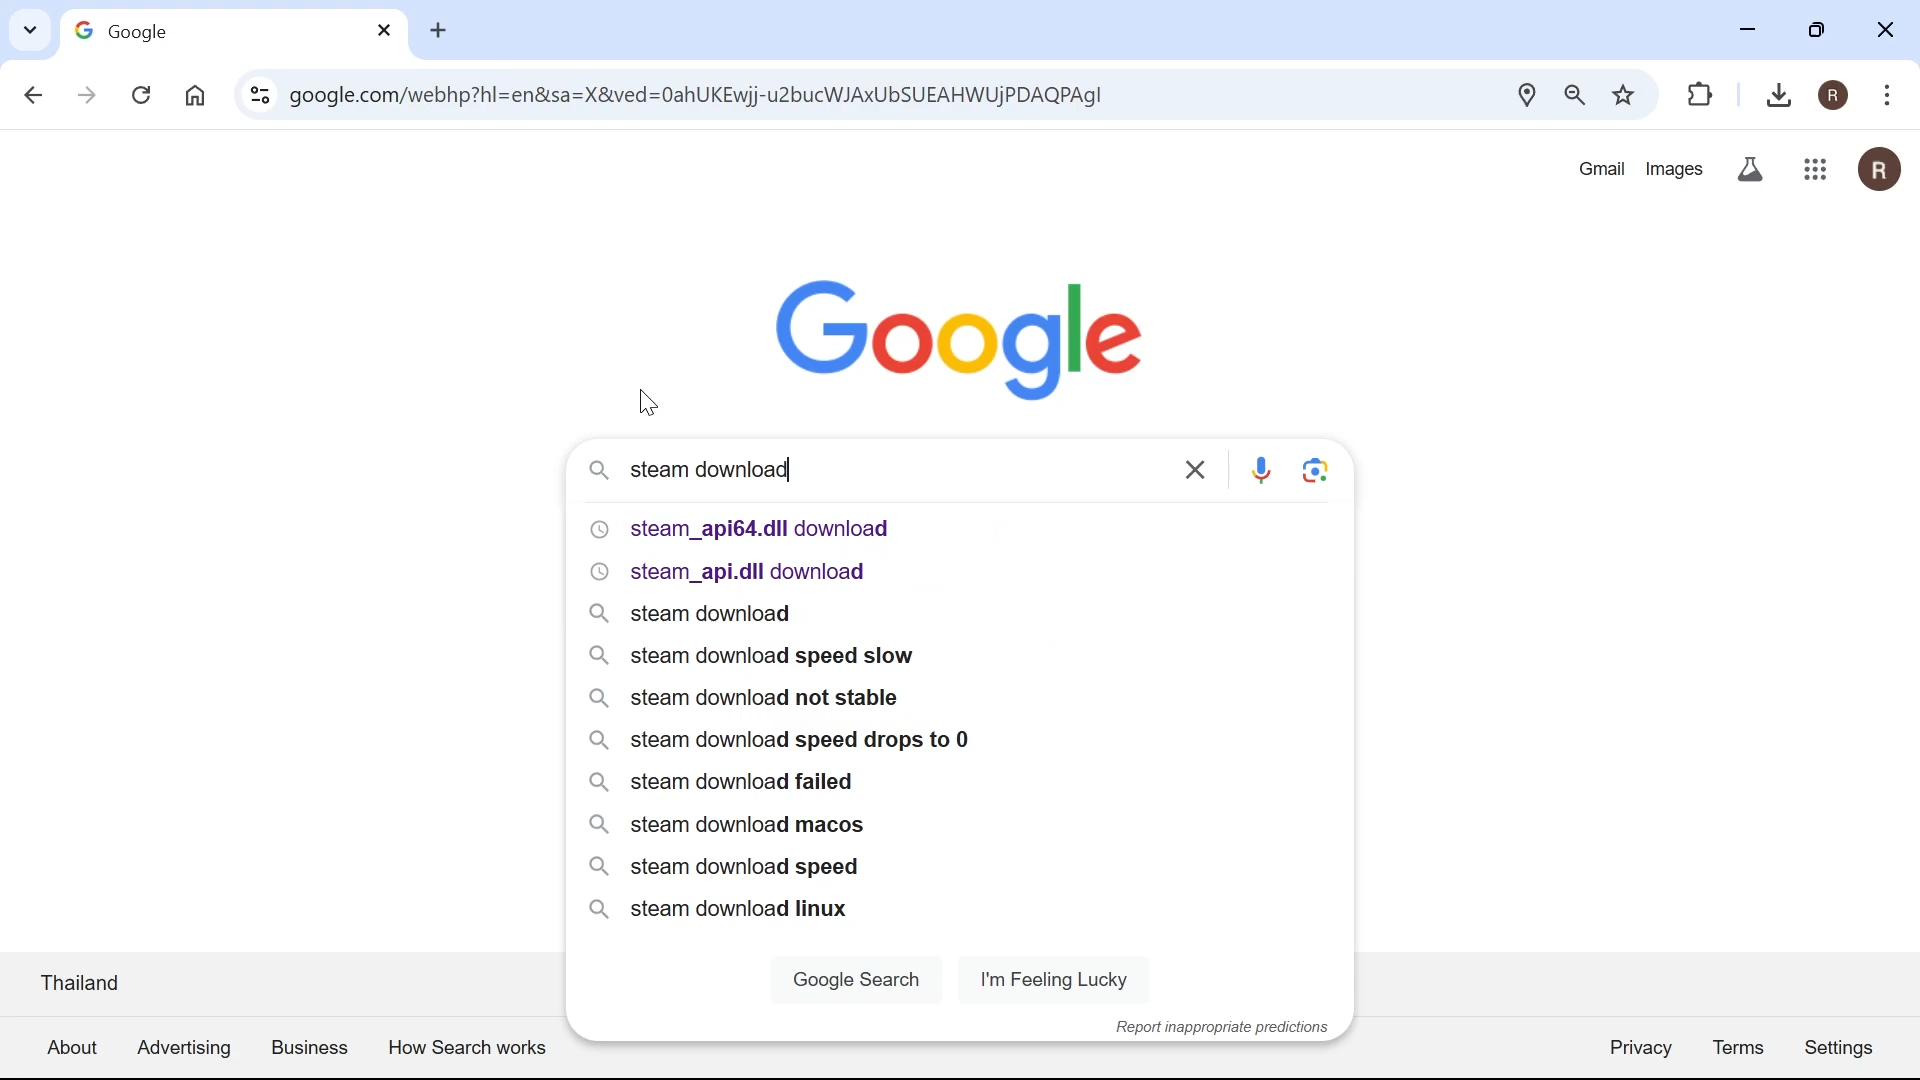 Google
google.com/webhp?hl=en&sa=X&ved=0ahUKEwjj-u2bucWJAxUbSUEAHWUjPDAQPAgI
R
Gmail Images R
Google
steam download
steam_api64.dll download
steam_api.dll download
steam download
steam download speed slow
steam download not stable
steam download speed drops to 0
steam download failed
steam download macos
steam download speed
steam download linux
Google Search I'm Feeling Lucky
Report inappropriate predictions
Thailand
About Advertising Business How Search works Privacy Terms Settings